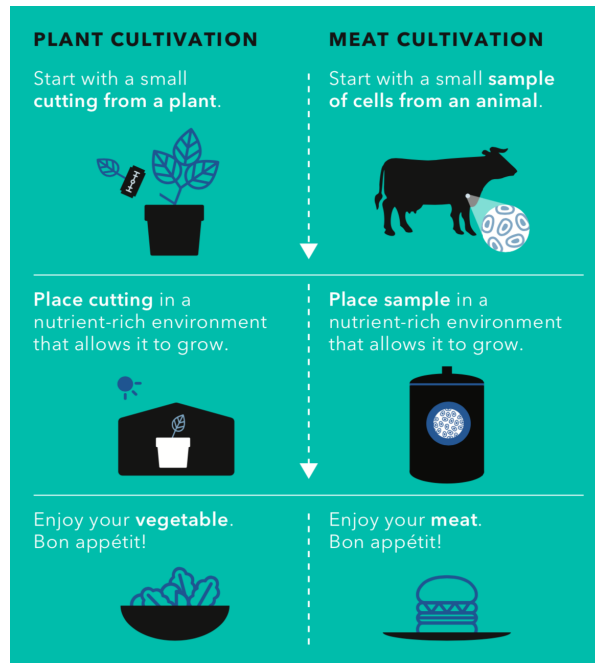 PLANT CULTIVATION
Start with a small
cutting from a plant.
Place cutting in a
nutrient-rich environment
that allows it to grow.
Enjoy your vegetable.
Bon appétit!
MEAT CULTIVATION
Start with a small sample
of cells from an animal.
Place sample in a
nutrient-rich environment
that allows it to grow.
Enjoy your meat.
Bon appétit!